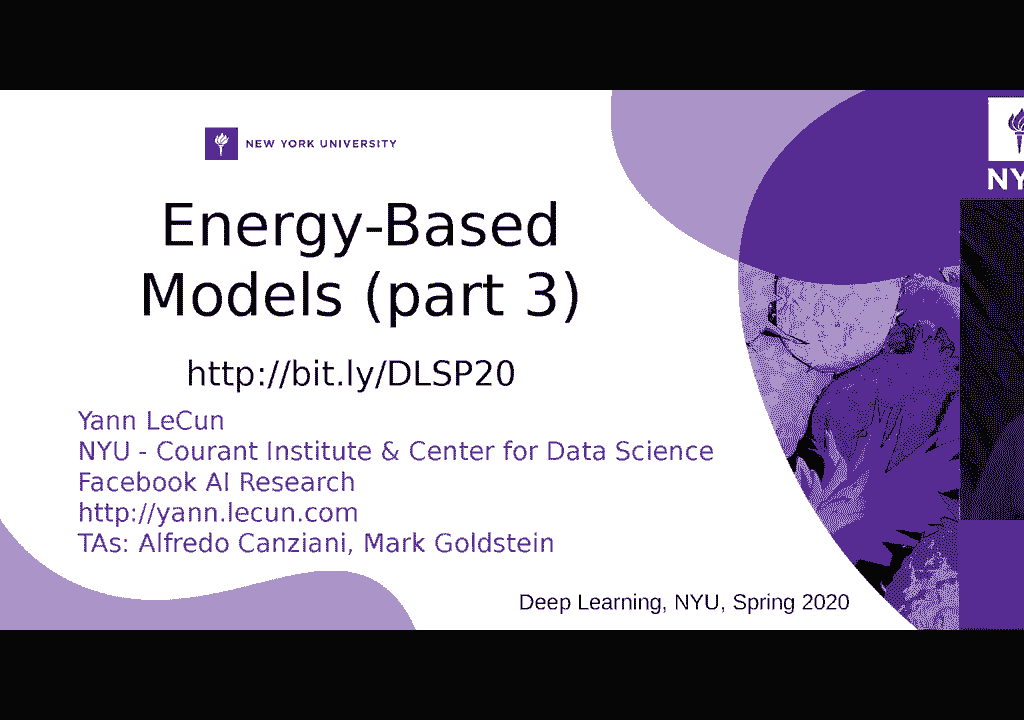 NEW YORK UNIVERSITY
NY
Energy-Based
Models (part 3)
http://bit.ly/DLSP20
Yann LeCun
NYU - Courant Institute & Center for Data Science
Facebook AI Research
http://yann.lecun.com
TAs: Alfredo Canziani, Mark Goldstein
Deep Learning, NYU, Spring 2020